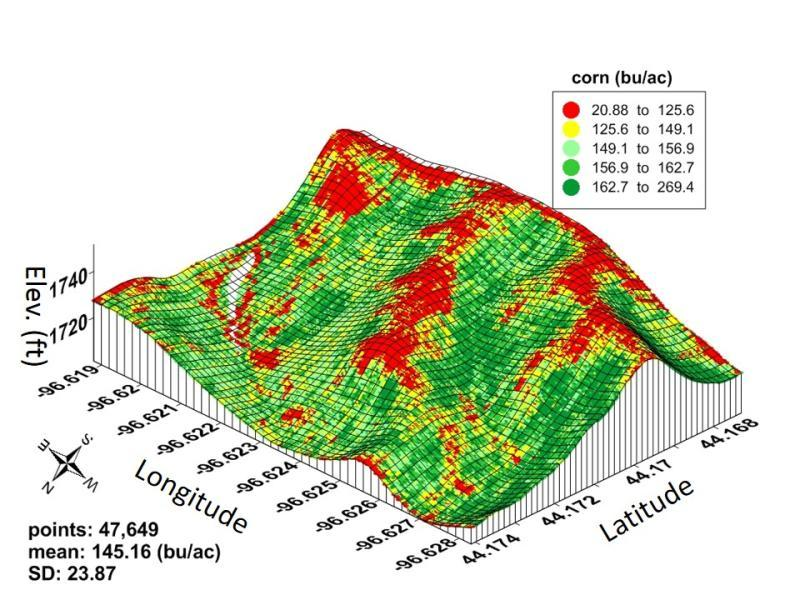 corn (bu/ac)
20.88 to 125.6
125.6 to 149.1
149.1 to 156.9
156.9 to 162.7
162.7 to 269.4
Elev. (ft)
1740
1720
-96.619
-96.62
-96.621
-96.622
-96.623
-96.624
-96.625
-96.626
-96.627
-96.628
Longitude
44.174
44.172
44.17
44.168
Latitude
E
S
N
W
points: 47,649
mean: 145.16 (bu/ac)
SD: 23.87